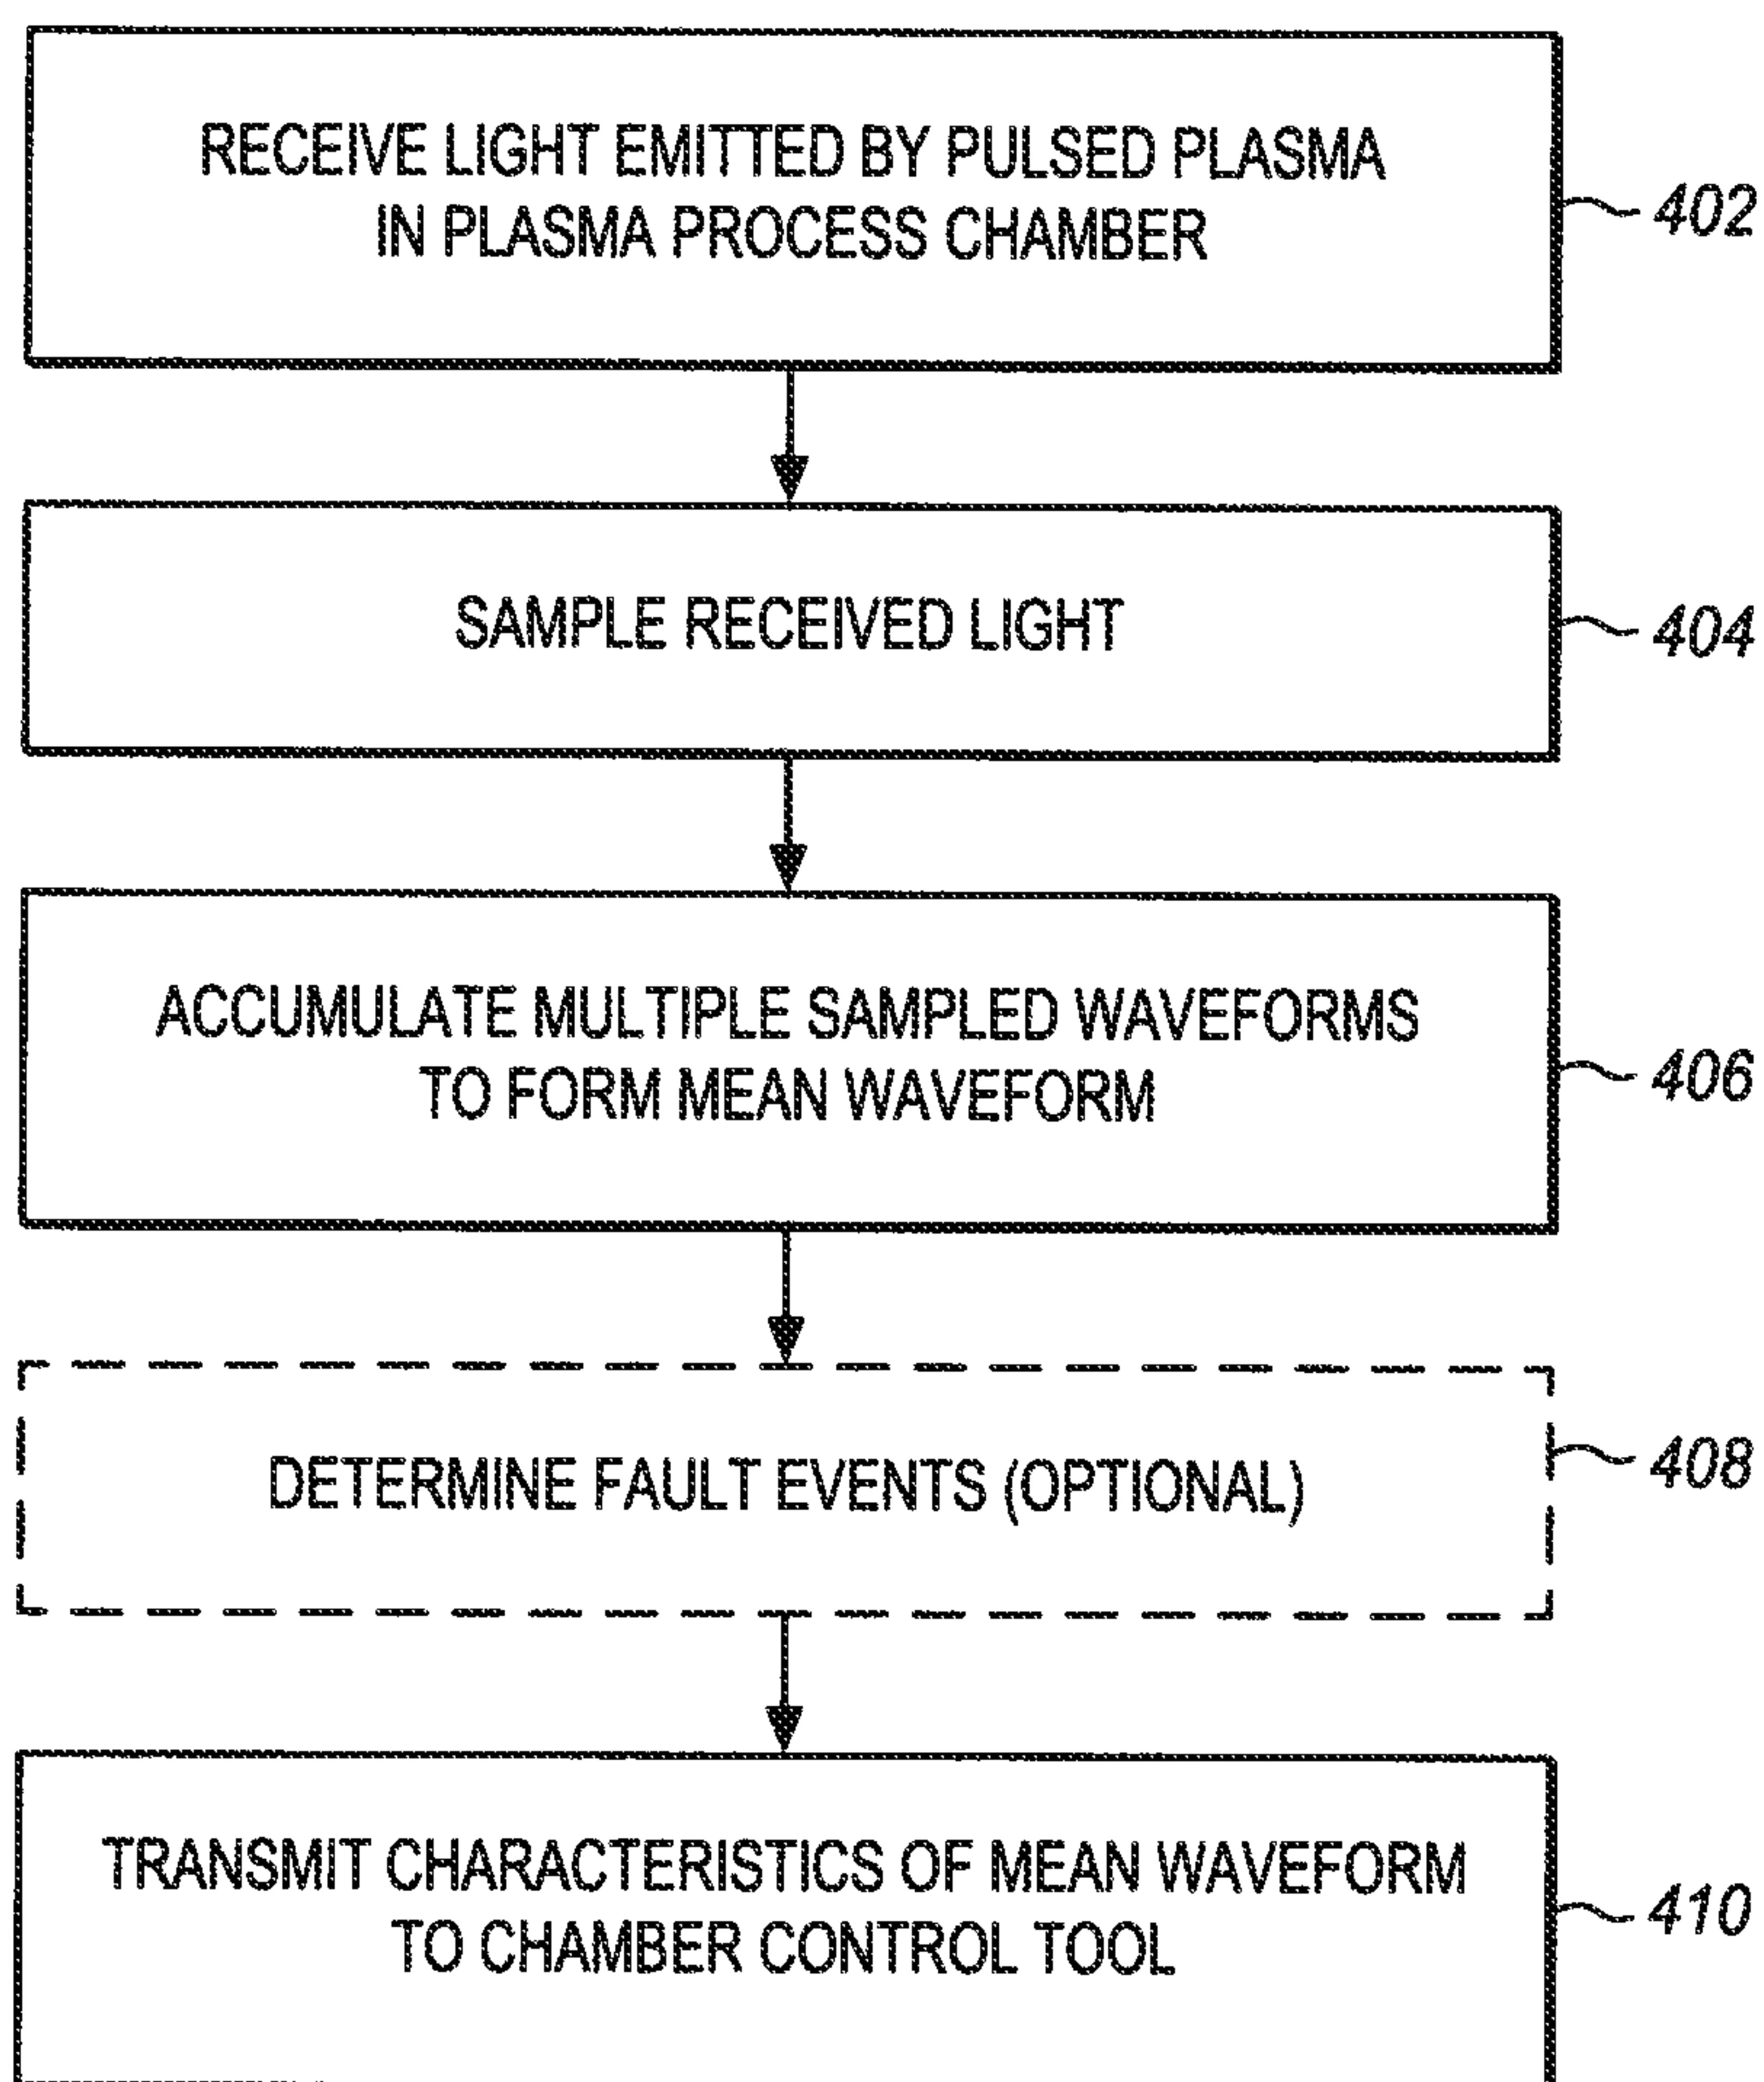 RECEIVE LIGHT EMITTED BY PULSED PLASMA
IN PLASMA PROCESS CHAMBER
402
SAMPLE RECEIVED LIGHT
404
ACCUMULATE MULTIPLE SAMPLED WAVEFORMS
TO FORM MEAN WAVEFORM
406
DETERMINE FAULT EVENTS (OPTIONAL)
408
TRANSMIT CHARACTERISTICS OF MEAN WAVEFORM
TO CHAMBER CONTROL TOOL
410